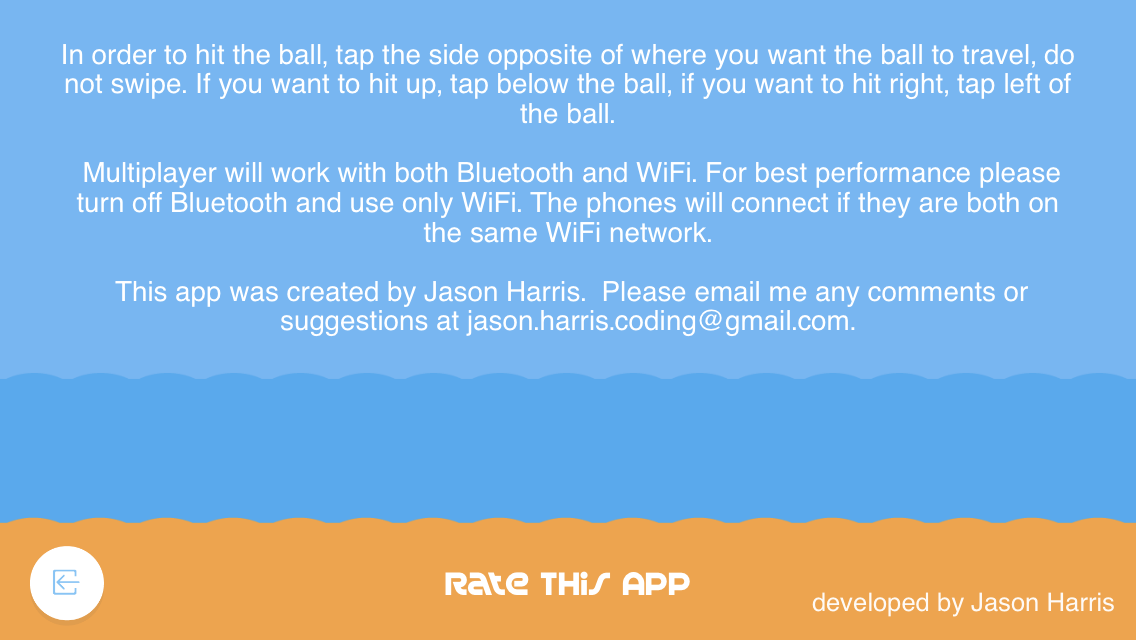 In order to hit the ball, tap the side opposite of where you want the ball to travel, do
not swipe. If you want to hit up, tap below the ball, if you want to hit right, tap left of
the ball.
Multiplayer will work with both Bluetooth and WiFi. For best performance please
turn off Bluetooth and use only WiFi. The phones will connect if they are both on
the same WiFi network.
This app was created by Jason Harris.  Please email me any comments or
suggestions at jason.harris.coding@gmail.com.
Rate THis APP
developed by Jason Harris